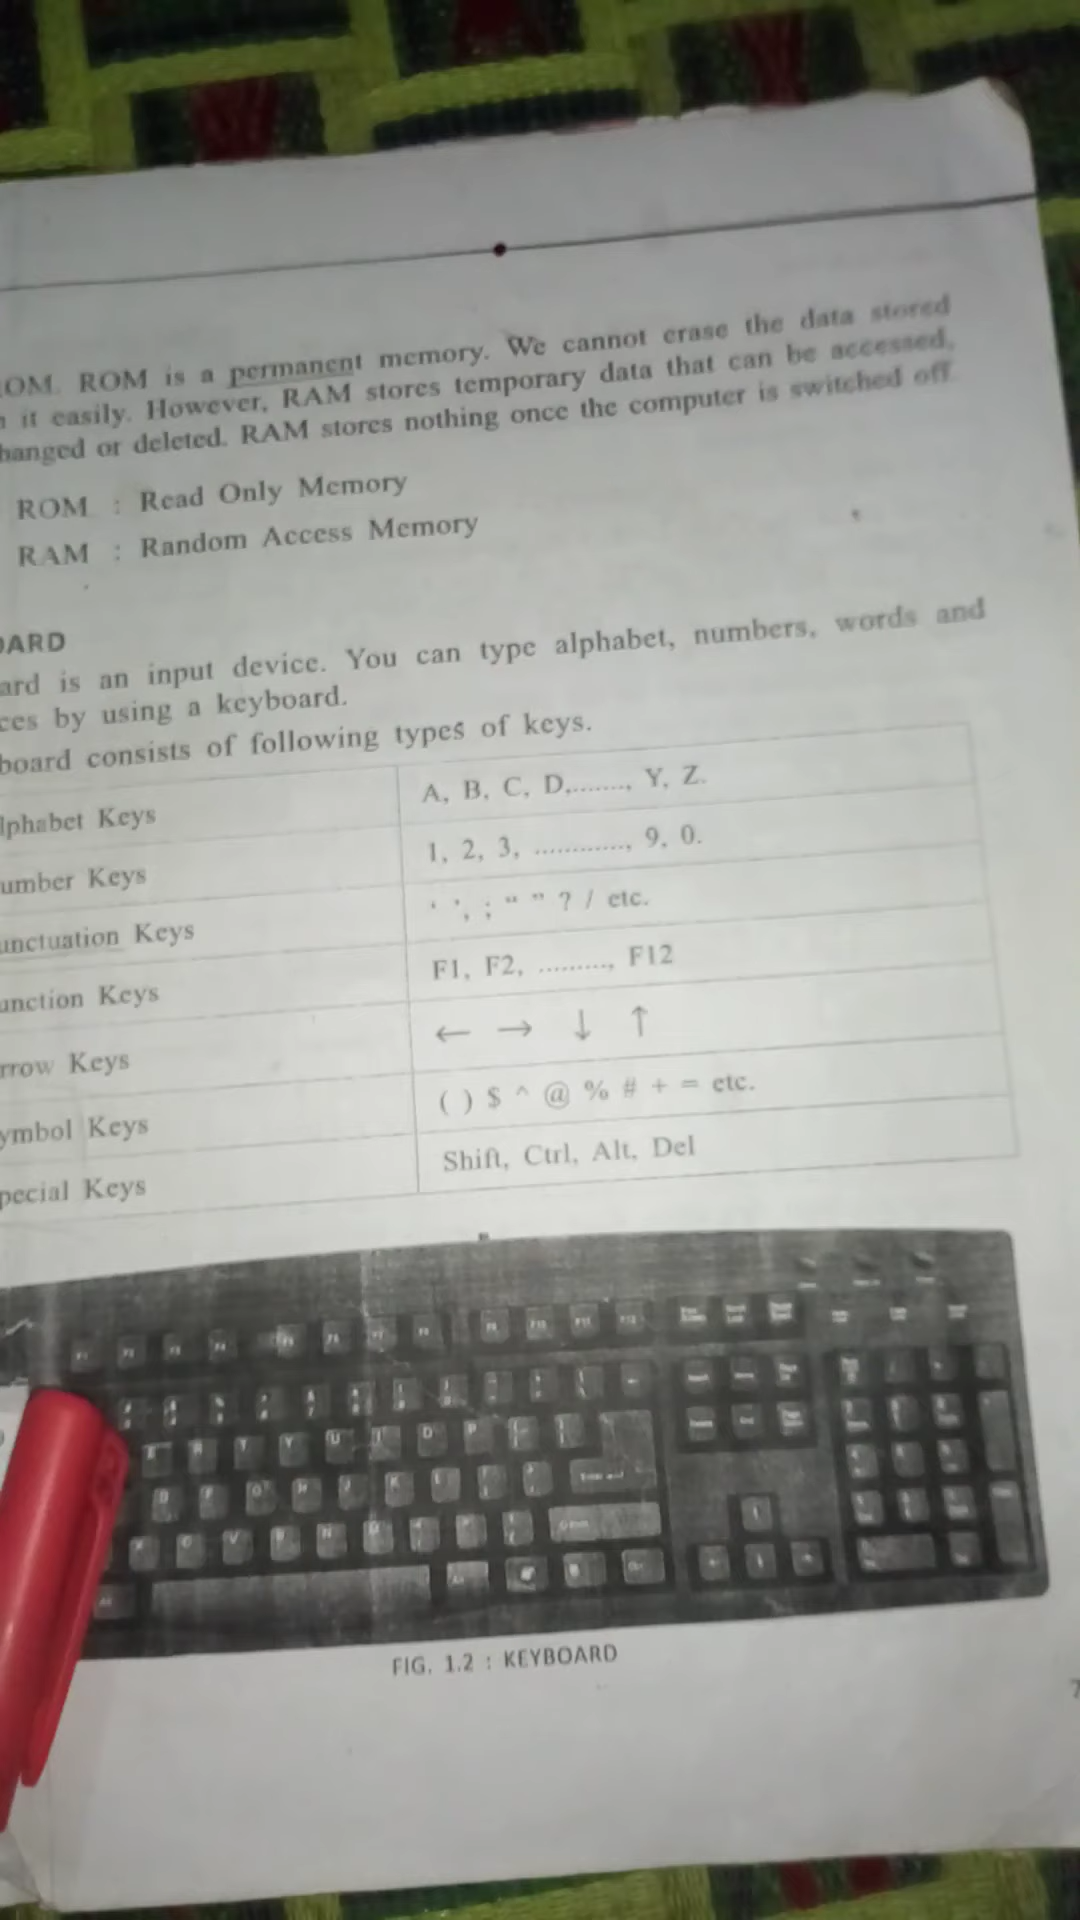 OM. ROM is a permanent memory. We cannot erase the data stored
it easily. However, RAM stores temporary data that can be accessed,
hanged or deleted. RAM stores nothing once the computer is switched off.
ROM : Read Only Memory
RAM : Random Access Memory
OARD
ard is an input device. You can type alphabet, numbers, words and
ces by using a keyboard.
board consists of following types of keys.
lphabet Keys A, B, C, D,........, Y, Z.
umber Keys 1, 2, 3, ............., 9, 0.
unctuation Keys ‘ ’, ; “ ” ? / etc.
unction Keys F1, F2, .........., F12
rrow Keys ← → ↓ ↑
ymbol Keys ( ) $ ^ @ % # + = etc.
pecial Keys Shift, Ctrl, Alt, Del
FIG. 1.2 : KEYBOARD
7